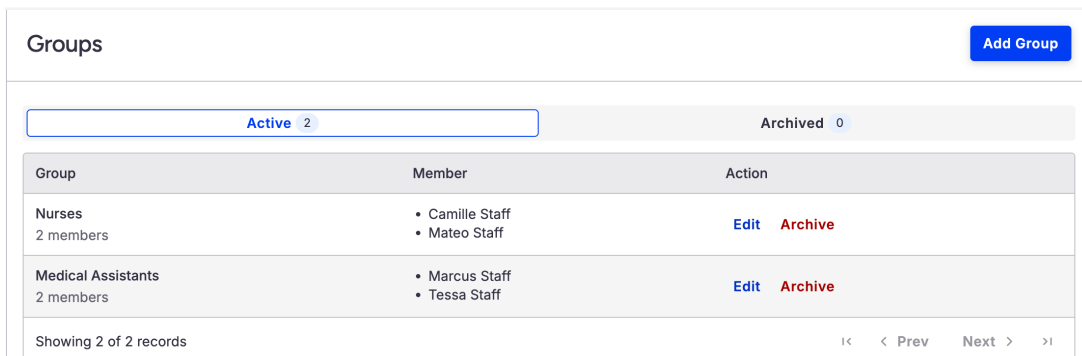 Groups
Add Group
Active 2
Archived 0
Group Member Action
Nurses
2 members
• Camille Staff
• Mateo Staff
Edit Archive
Medical Assistants
2 members
• Marcus Staff
• Tessa Staff
Edit Archive
Showing 2 of 2 records
Prev Next